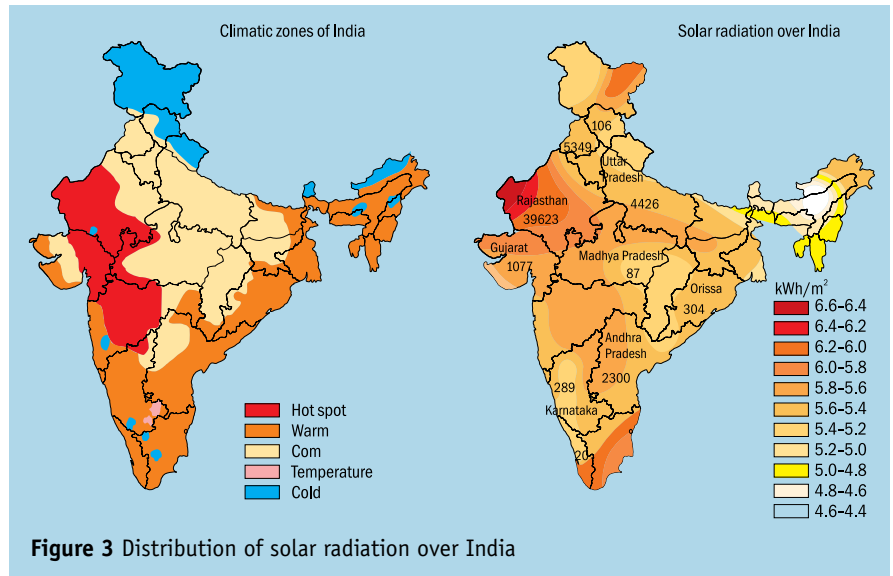 Climatic zones of India
Hot spot
Warm
Com
Temperature
Cold
Solar radiation over India
106
5349
Uttar
Pradesh
Rajasthan
39623
4426
Gujarat
1077
Madhya Pradesh
87
Orissa
304
Andhra
Pradesh
2300
289
Karnataka
20
kWh/m²
6.6–6.4
6.4–6.2
6.2–6.0
6.0–5.8
5.8–5.6
5.6–5.4
5.4–5.2
5.2–5.0
5.0–4.8
4.8–4.6
4.6–4.4
Figure 3 Distribution of solar radiation over India